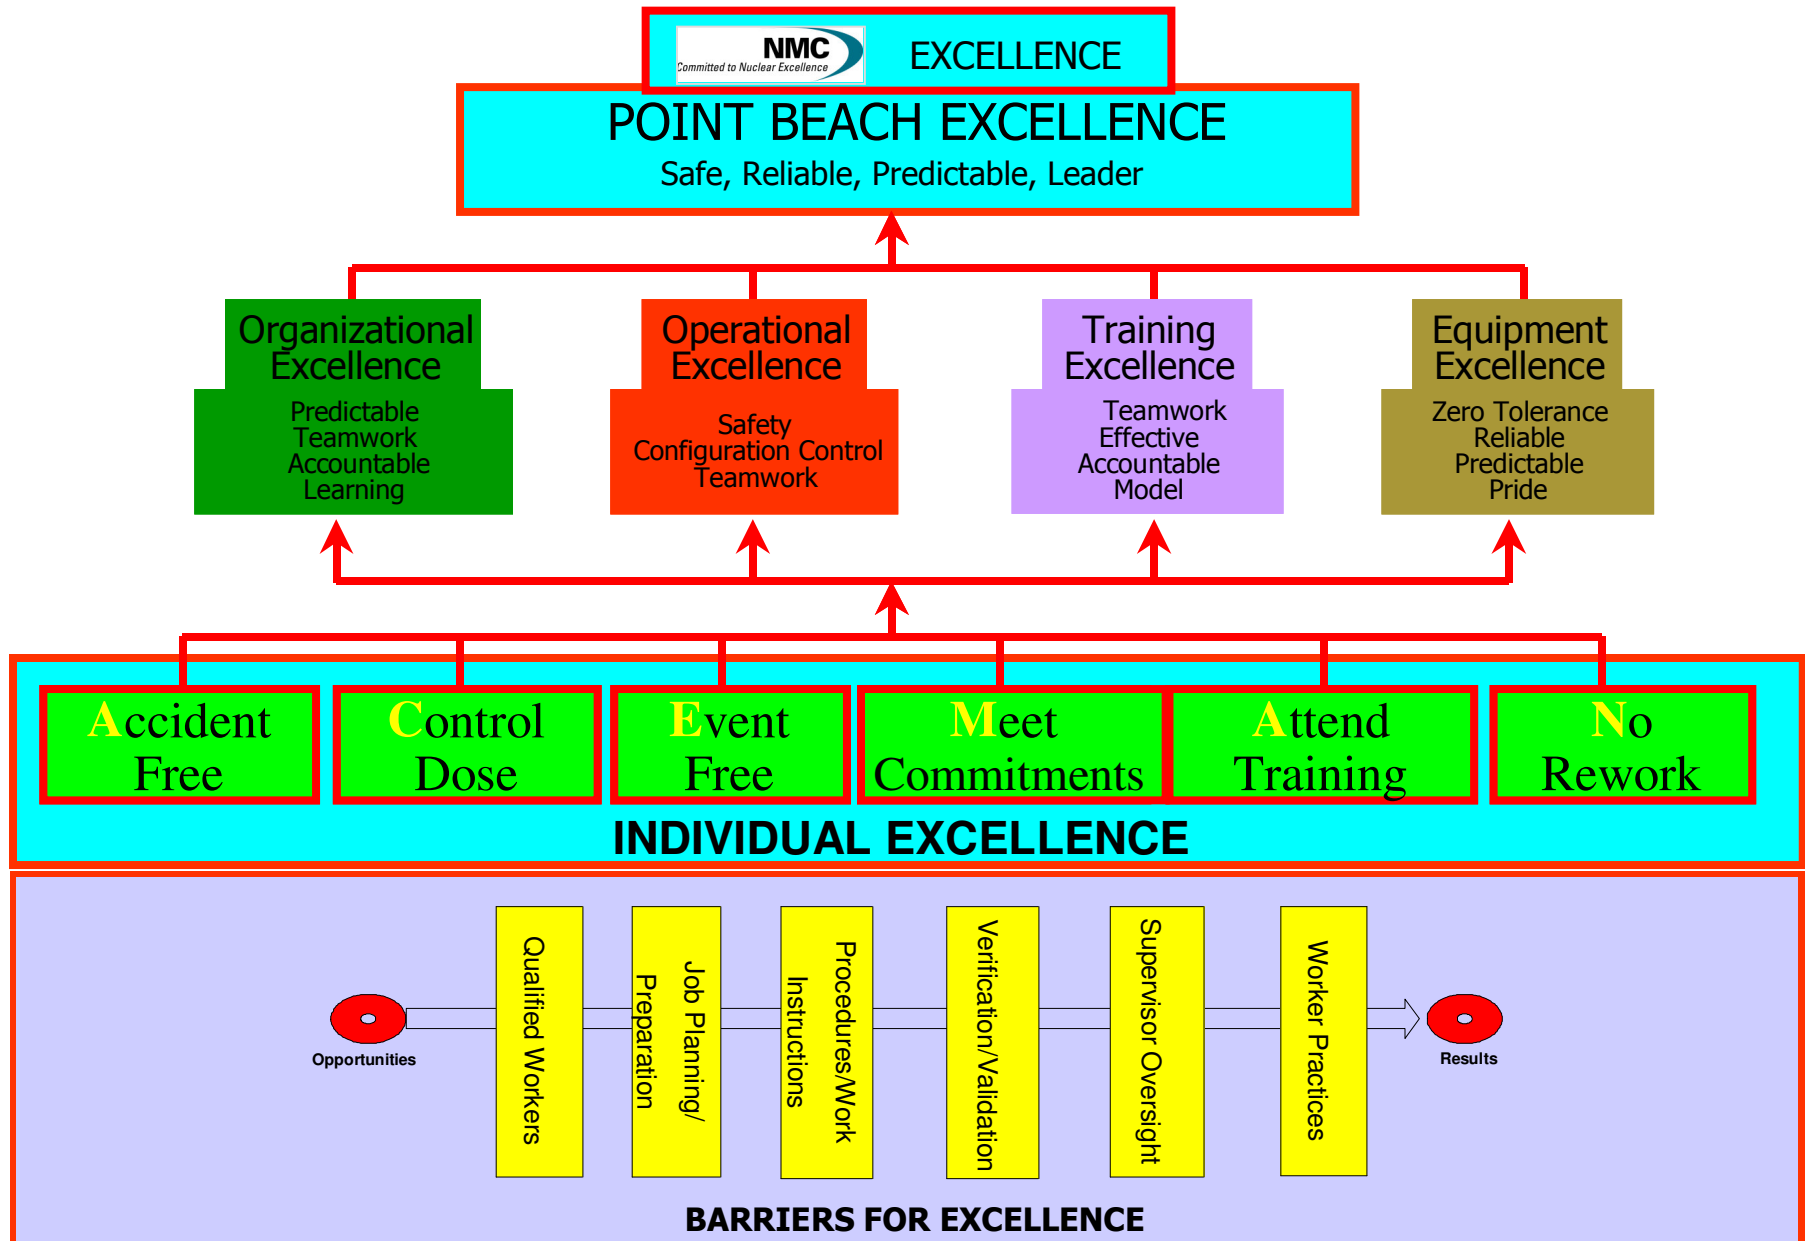 NMC
Committed to Nuclear Excellence
EXCELLENCE
POINT BEACH EXCELLENCE
Safe, Reliable, Predictable, Leader
Organizational
Excellence
Predictable
Teamwork
Accountable
Learning
Operational
Excellence
Safety
Configuration Control
Teamwork
Training
Excellence
Teamwork
Effective
Accountable
Model
Equipment
Excellence
Zero Tolerance
Reliable
Predictable
Pride
Accident
Free
Control
Dose
Event
Free
Meet
Commitments
Attend
Training
No
Rework
INDIVIDUAL EXCELLENCE
Opportunities
Qualified Workers
Job Planning/
Preparation
Procedures/Work
Instructions
Verification/Validation
Supervisor Oversight
Worker Practices
Results
BARRIERS FOR EXCELLENCE